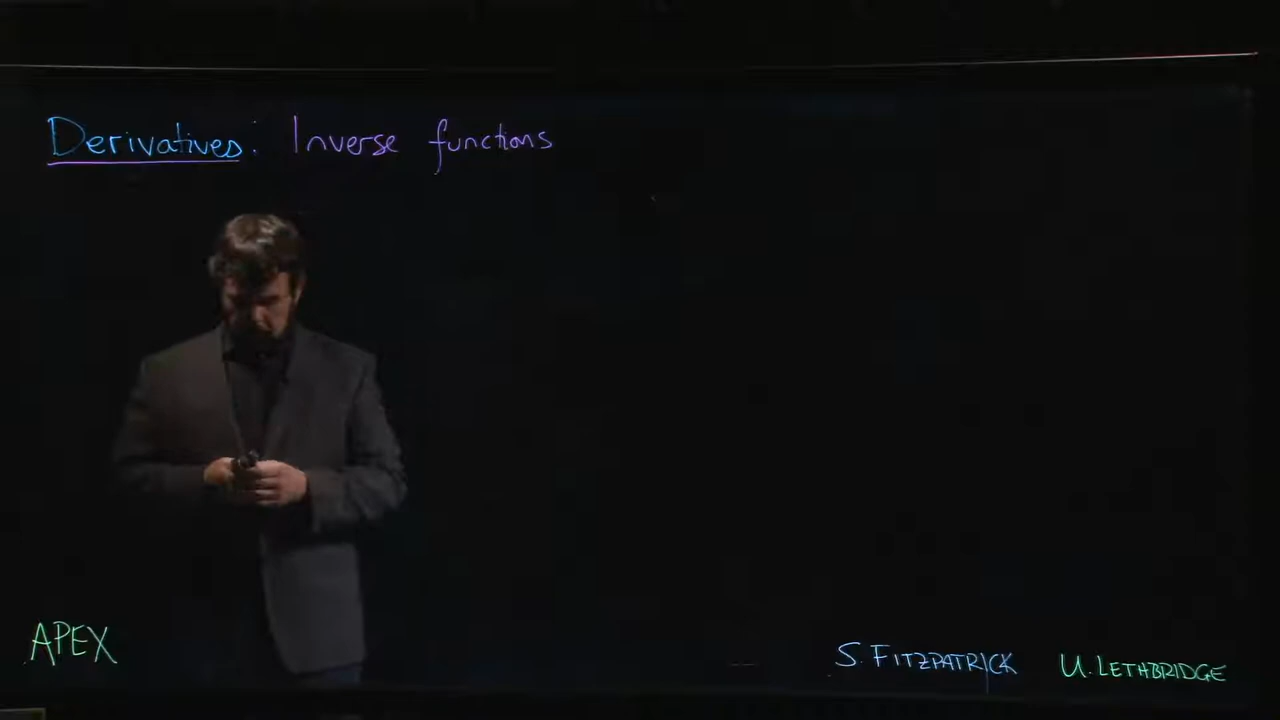 Derivatives: Inverse functions
APEX
S. FITZPATRICK U. LETHBRIDGE